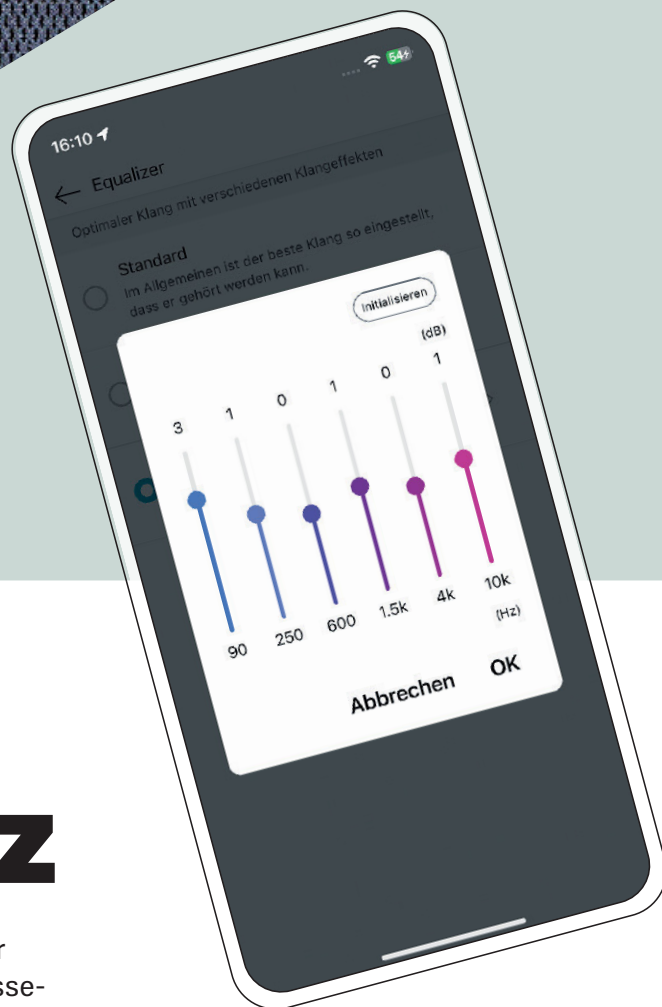 16:10
54
Equalizer
Optimaler Klang mit verschiedenen Klangeffekten
Standard
Im Allgemeinen ist der beste Klang so eingestellt,
dass er gehört werden kann.
Initialisieren
(dB)
3 1 0 1 0 1
90 250 600 1.5k 4k 10k
(Hz)
Abbrechen OK
z
r
sse-